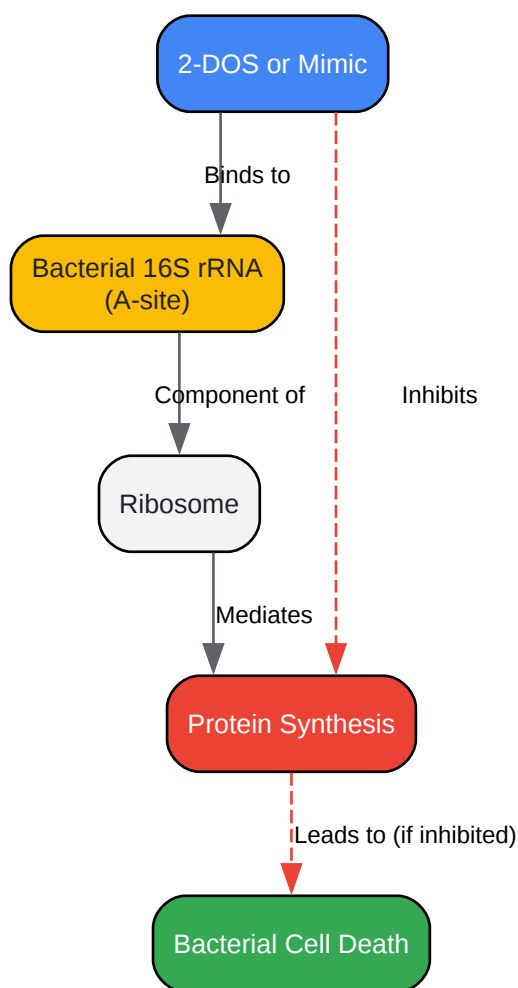 2-DOS or Mimic
Binds to
Bacterial 16S rRNA
(A-site)
Component of
Inhibits
Ribosome
Mediates
Protein Synthesis
Leads to (if inhibited)
Bacterial Cell Death